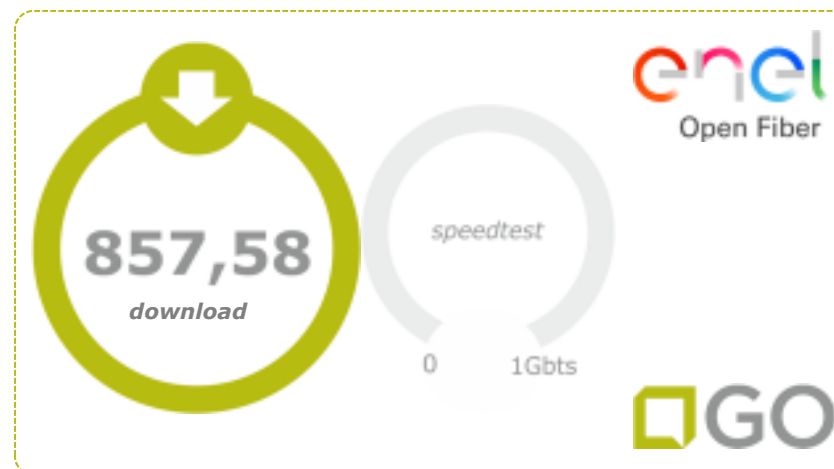 857,58
download
speedtest
0
1Gbts
enel
Open Fiber
GO